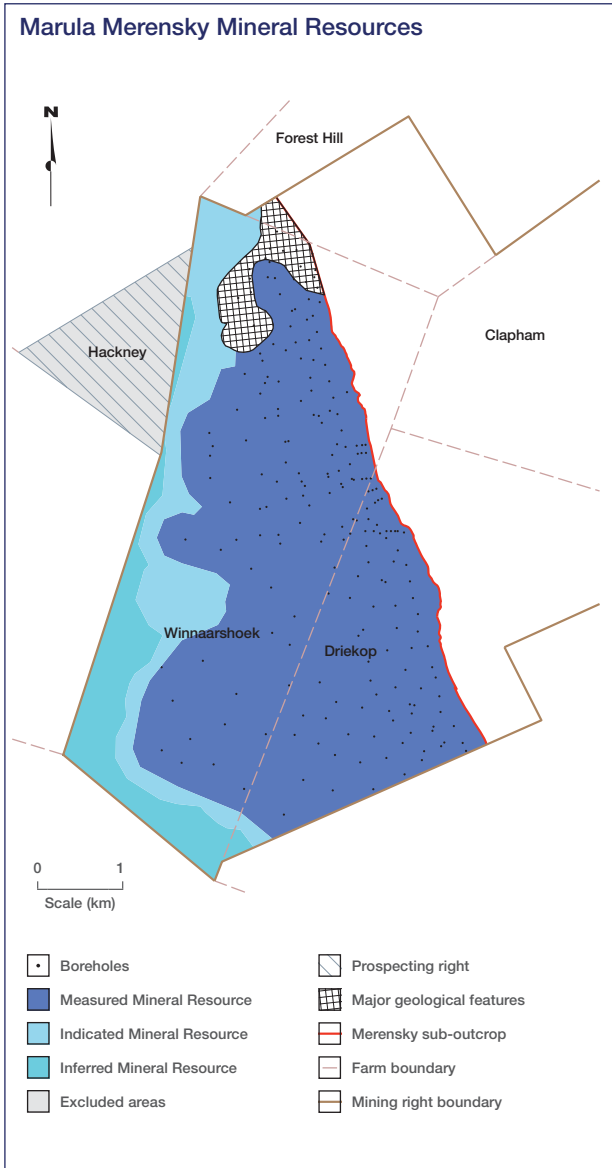 Marula Merensky Mineral Resources
N
Forest Hill
Clapham
Hackney
Winnaarshoek
Driekop
0 1
Scale (km)
Boreholes
Measured Mineral Resource
Indicated Mineral Resource
Inferred Mineral Resource
Excluded areas
Prospecting right
Major geological features
Merensky sub-outcrop
Farm boundary
Mining right boundary